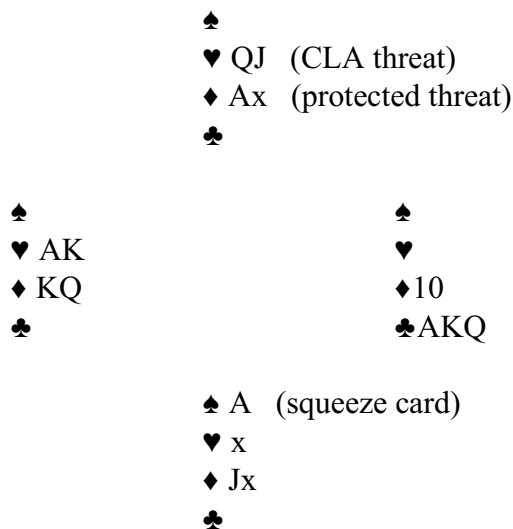 ♠
♥ QJ (CLA threat)
♦ Ax (protected threat)
♣
♠ ♠
♥ AK ♥
♦ KQ ♦10
♣ ♣AKQ
♠ A (squeeze card)
♥ x
♦ Jx
♣